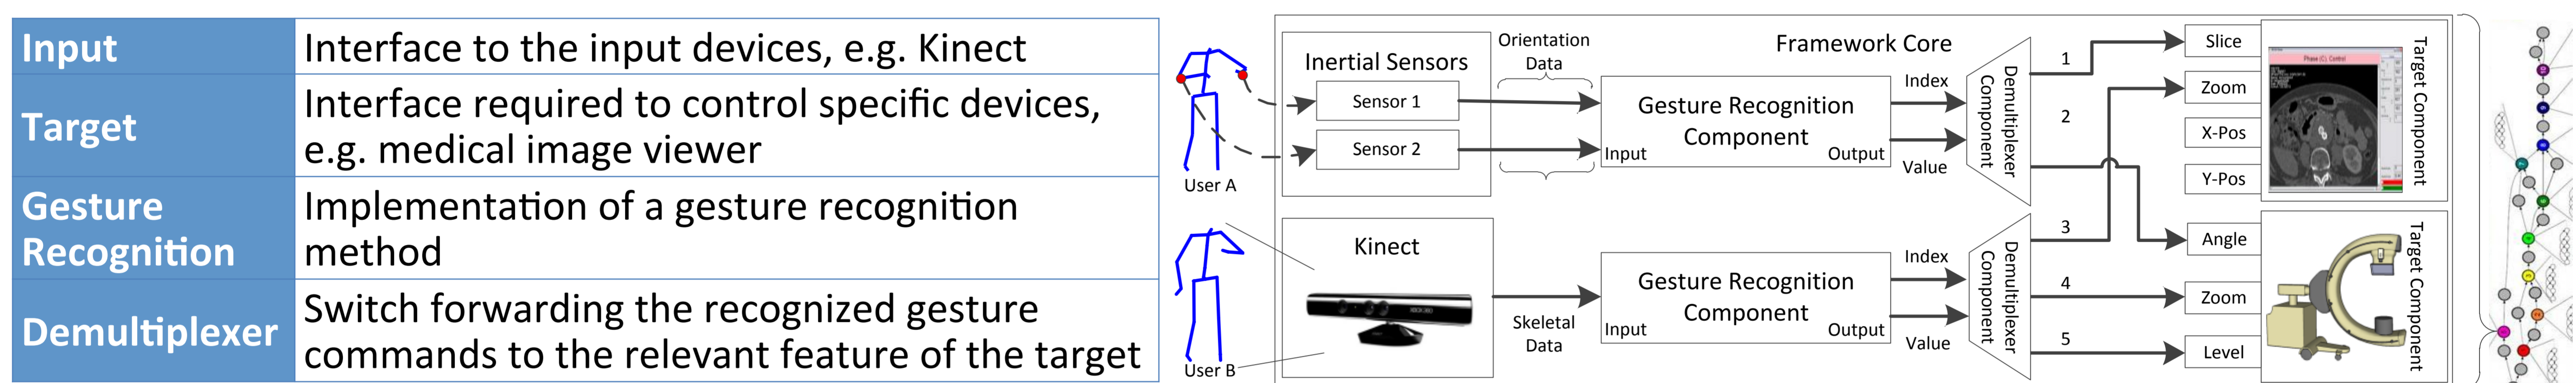 Input
Interface to the input devices, e.g. Kinect
Target
Interface required to control specific devices,
e.g. medical image viewer
Gesture
Recognition
Implementation of a gesture recognition
method
Demultiplexer
Switch forwarding the recognized gesture
commands to the relevant feature of the target
User A
User B
Inertial Sensors
Sensor 1
Sensor 2
Orientation
Data
Framework Core
Gesture Recognition
Component
Input
Output
Index
Value
Demultiplexer
Component
1
2
Slice
Zoom
X-Pos
Y-Pos
Phase (C), Control
Target Component
Kinect
XBOX 360
Skeletal
Data
Gesture Recognition
Component
Input
Output
Index
Value
Demultiplexer
Component
3
4
5
Angle
Zoom
Level
Target Component